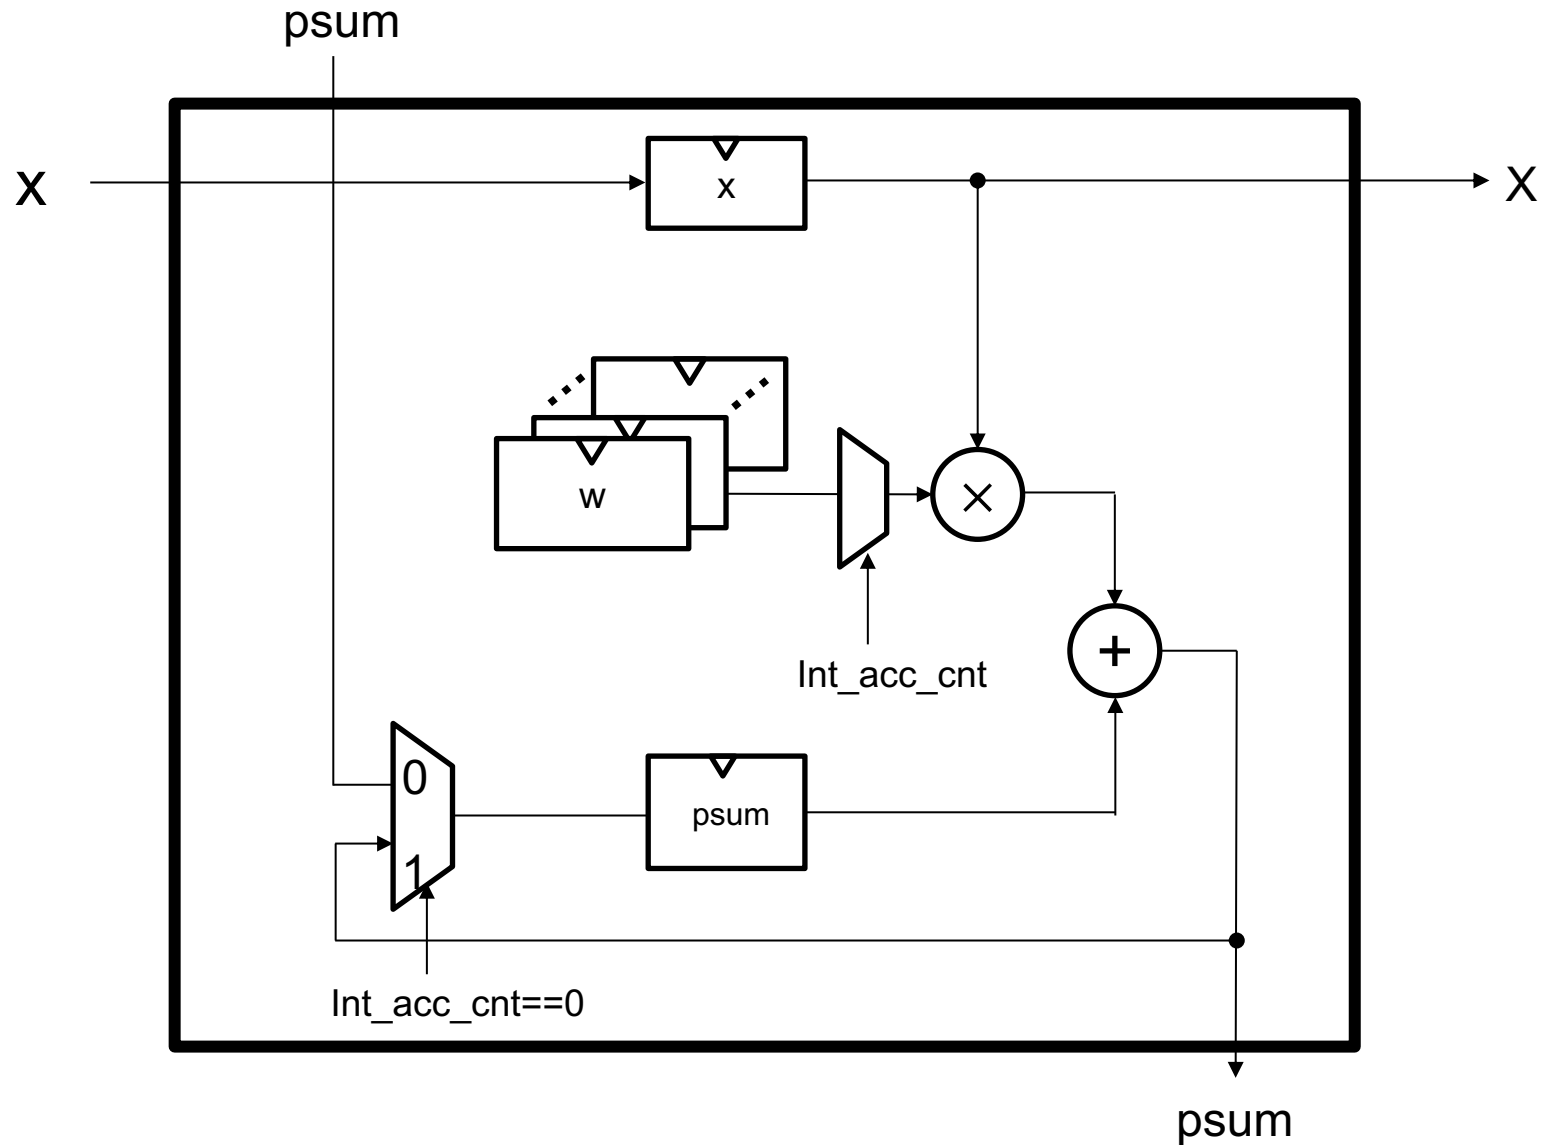 psum
x
x
X
w
×
Int_acc_cnt
+
0
psum
1
Int_acc_cnt==0
psum